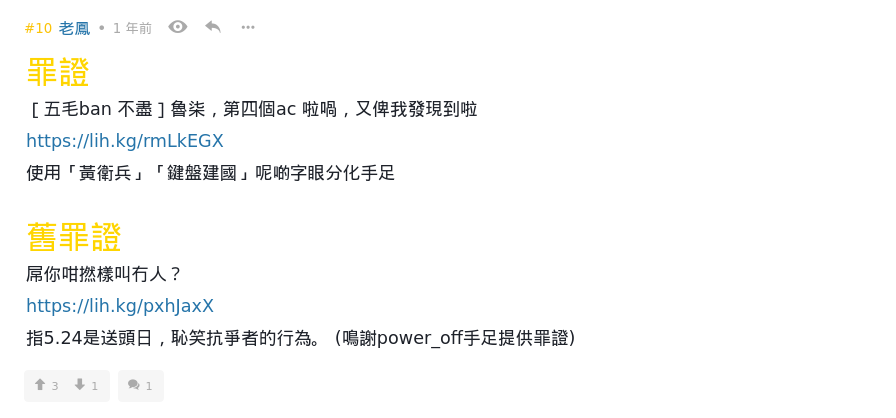 #10 老鳳 • 1 年前
罪證
[ 五毛ban 不盡 ] 魯柒，第四個ac 啦喎，又俾我發現到啦
https://lih.kg/rmLkEGX
使用「黃衛兵」「鍵盤建國」呢啲字眼分化手足
舊罪證
屌你咁撚樣叫冇人？
https://lih.kg/pxhJaxX
指5.24是送頭日，恥笑抗爭者的行為。 (鳴謝power_off手足提供罪證)
3 1 1